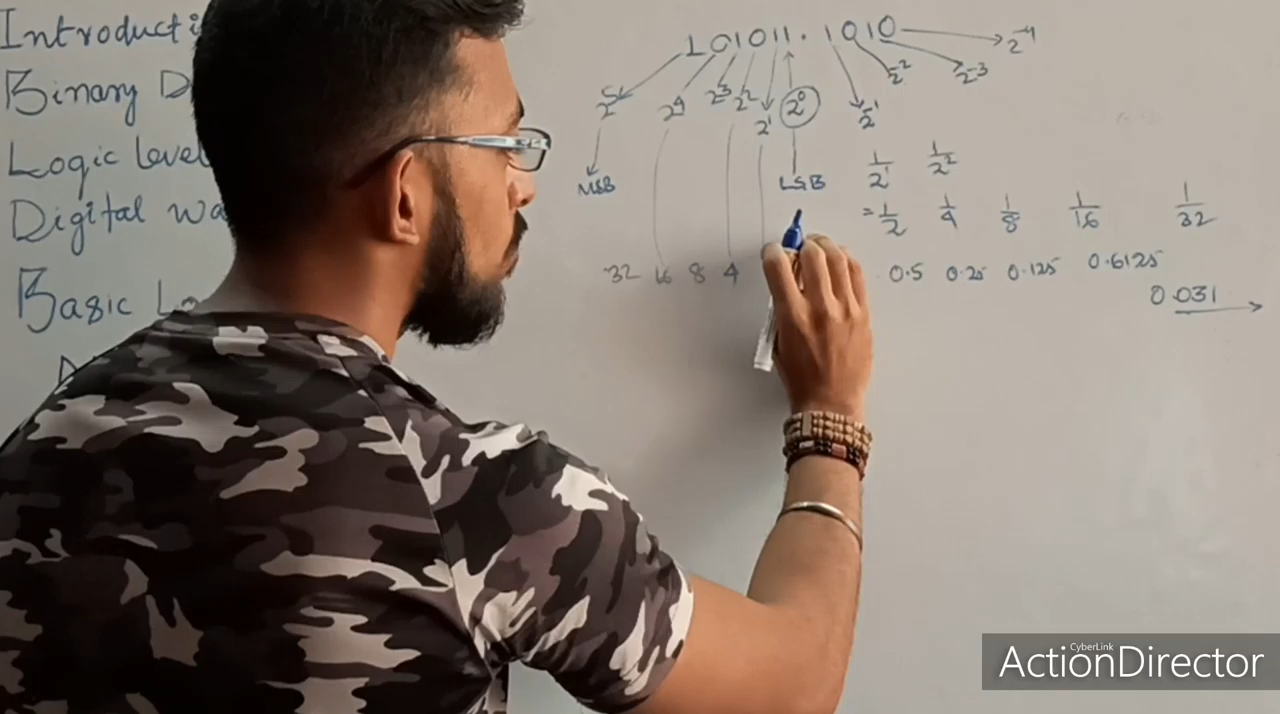 Introducti
Binary D
Logic level
Digital wa
Basic Lo
101011.1010
2^5 2^4 2^3 2^2 2^1 2^0 2^-1 2^-2 2^-3 2^-4
MSB LSB
1/2^1 1/2^2
= 1/2 1/4 1/8 1/16 1/32
32 16 8 4 0.5 0.25 0.125 0.6125
0.031
CyberLink
ActionDirector